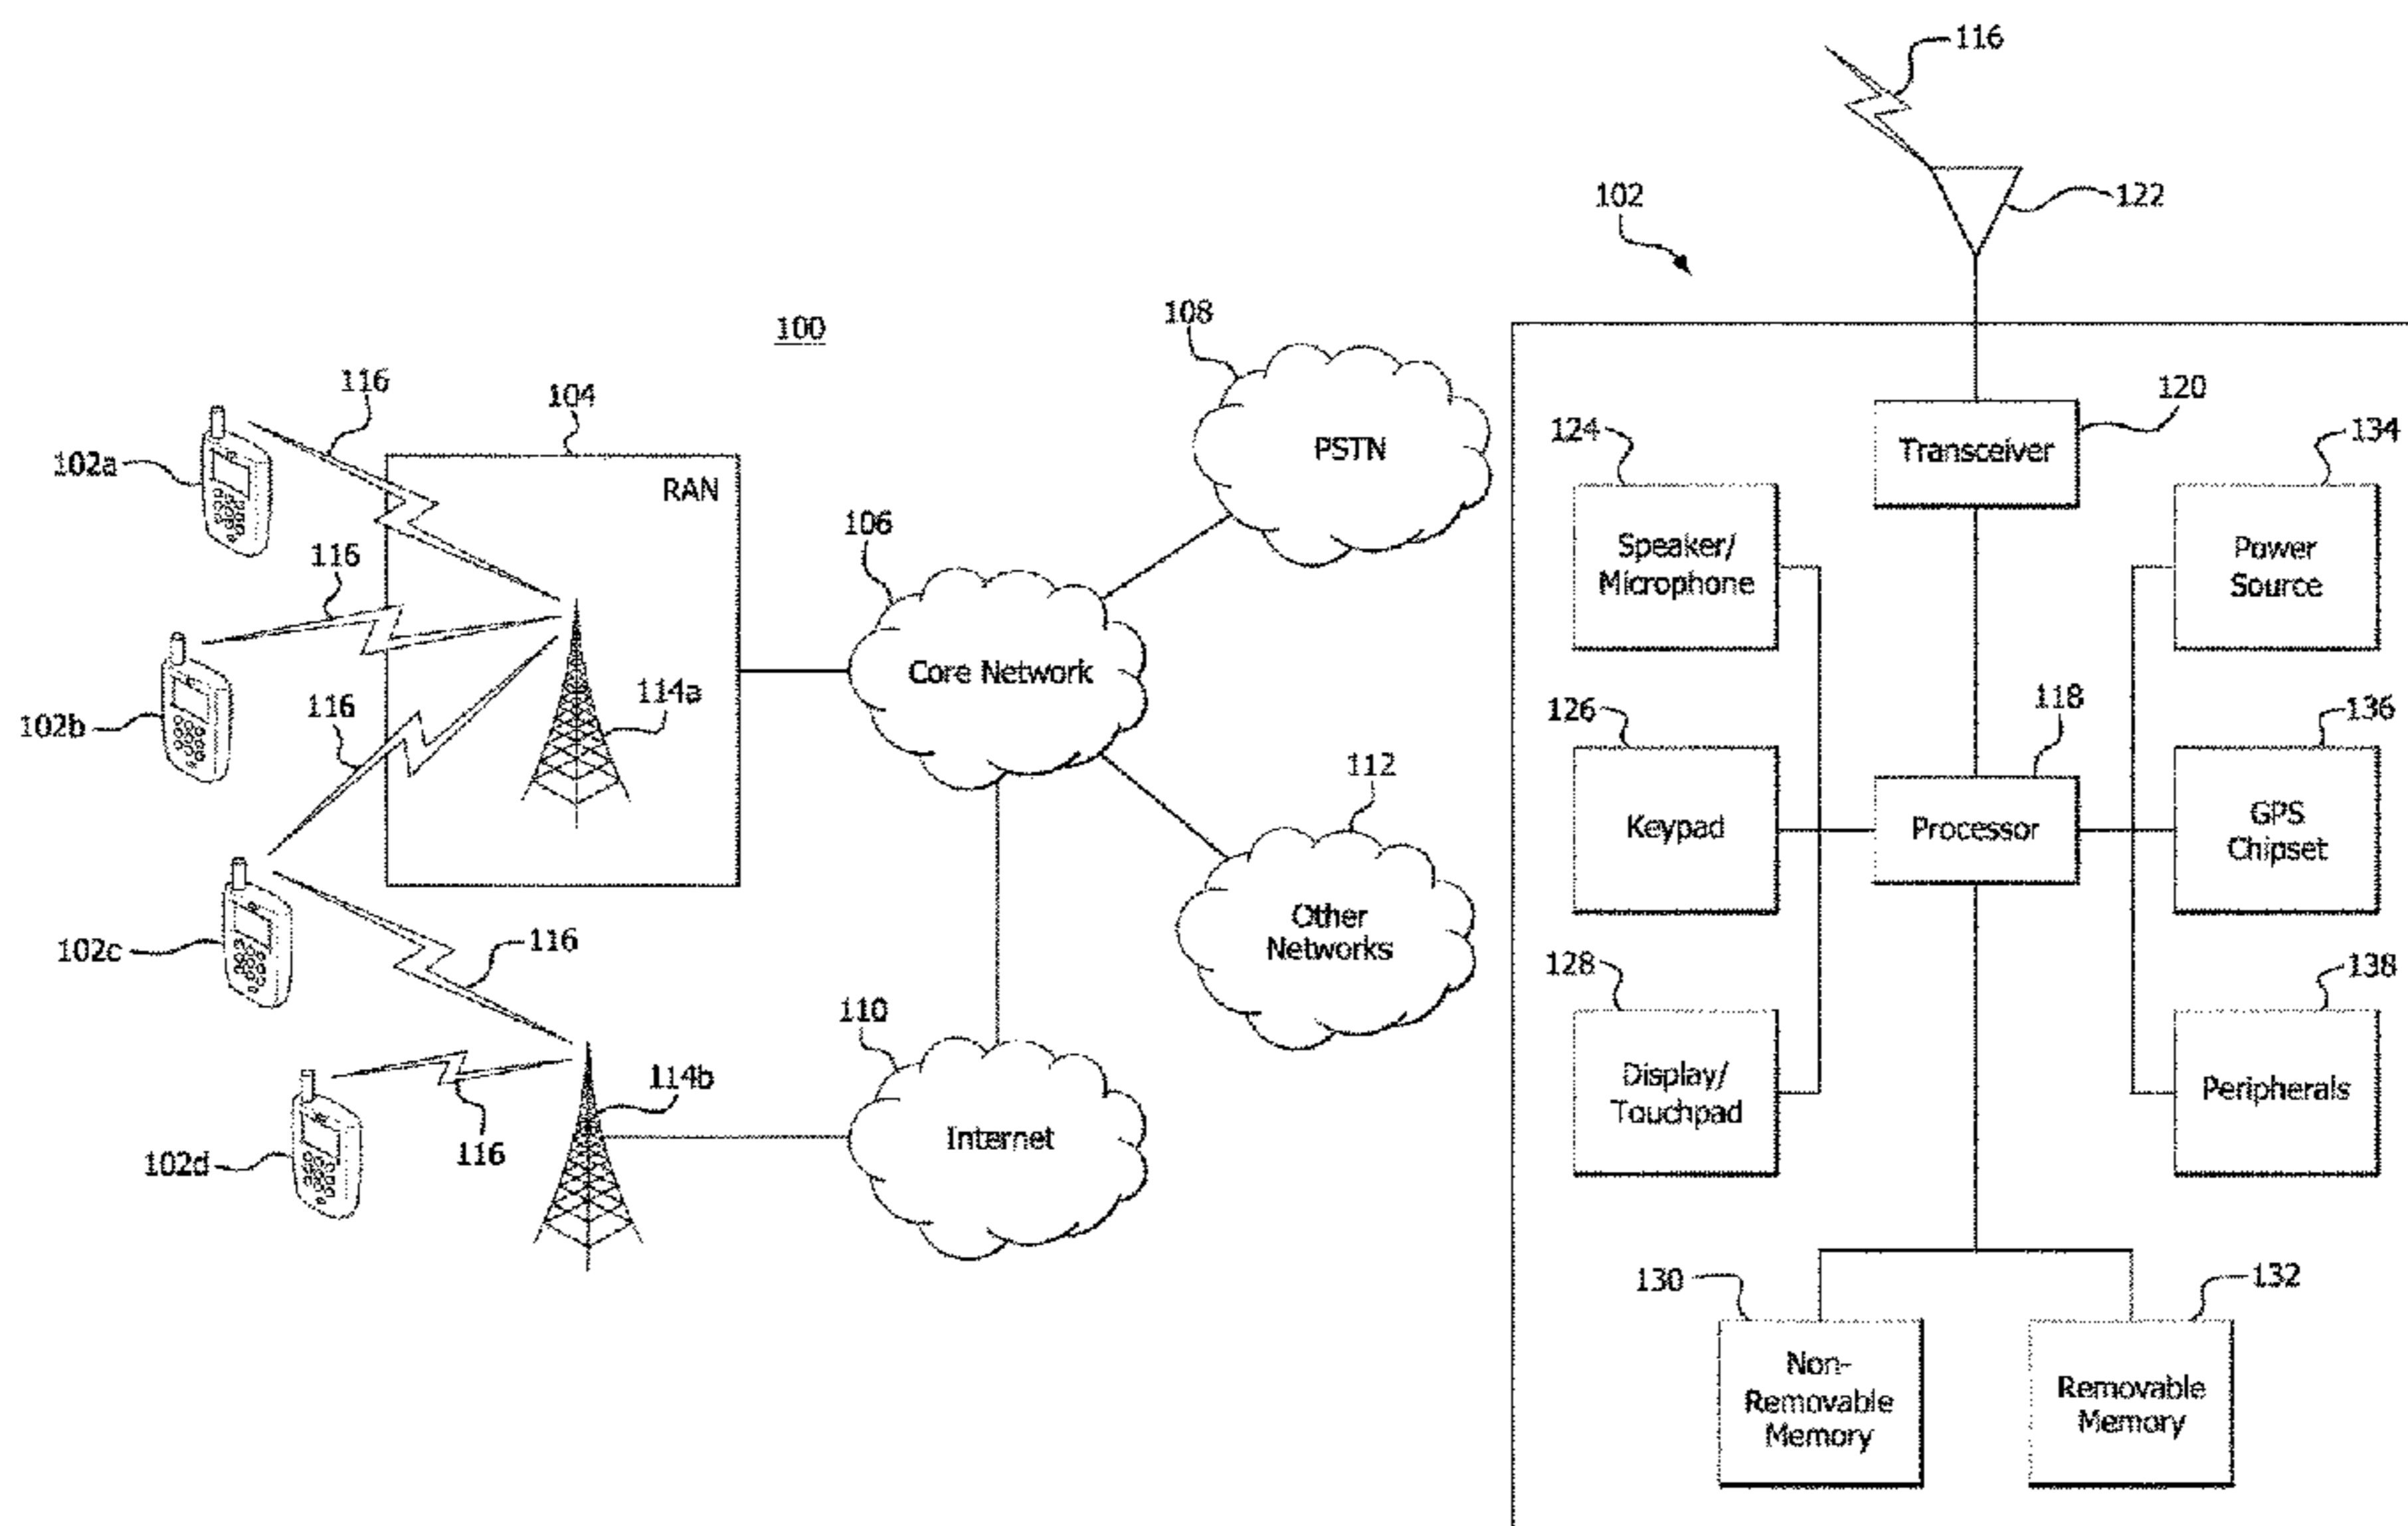 100
116
104
102a
RAN
116
114a
102b
116
102c
116
102d
116
114b
106
Core Network
108
PSTN
112
Other
Networks
110
Internet
116
102
122
120
Transceiver
124
Speaker/
Microphone
134
Power
Source
126
Keypad
118
Processor
136
GPS
Chipset
128
Display/
Touchpad
138
Peripherals
130
Non-
Removable
Memory
132
Removable
Memory